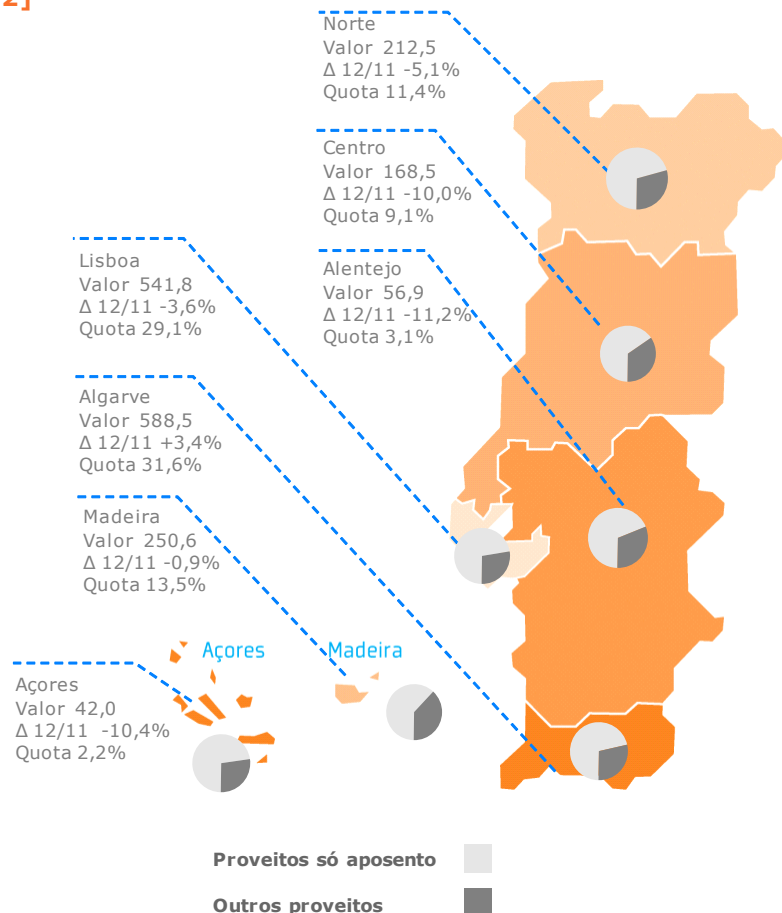 2]
Norte
Valor 212,5
Δ 12/11 -5,1%
Quota 11,4%
Centro
Valor 168,5
Δ 12/11 -10,0%
Quota 9,1%
Lisboa
Valor 541,8
Δ 12/11 -3,6%
Quota 29,1%
Alentejo
Valor 56,9
Δ 12/11 -11,2%
Quota 3,1%
Algarve
Valor 588,5
Δ 12/11 +3,4%
Quota 31,6%
Madeira
Valor 250,6
Δ 12/11 -0,9%
Quota 13,5%
Açores
Madeira
Açores
Valor 42,0
Δ 12/11 -10,4%
Quota 2,2%
Proveitos só aposento
Outros proveitos